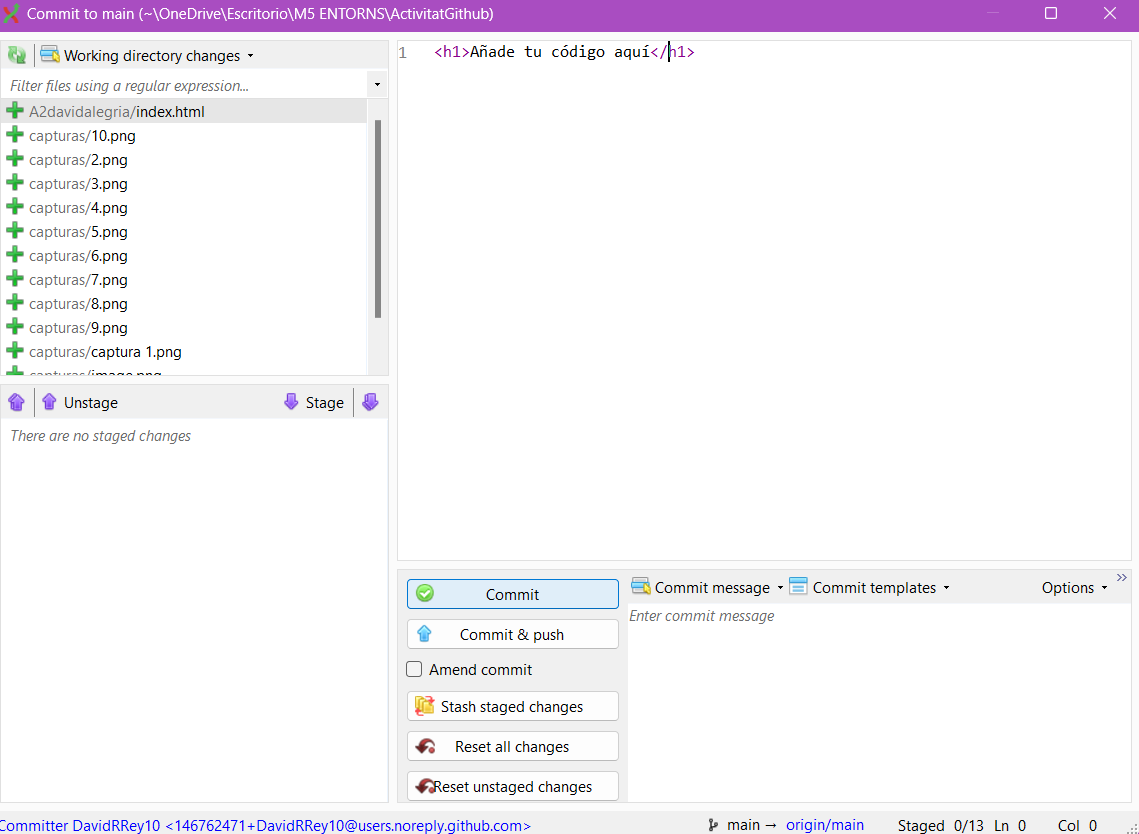 Commit to main (~\OneDrive\Escritorio\M5 ENTORNS\ActivitatGithub)
Working directory changes
Filter files using a regular expression...
A2davidalegria/index.html
capturas/10.png
capturas/2.png
capturas/3.png
capturas/4.png
capturas/5.png
capturas/6.png
capturas/7.png
capturas/8.png
capturas/9.png
capturas/captura 1.png
capturas/image.png
Unstage
Stage
There are no staged changes
1 <h1>Añade tu código aquí</h1>
Commit
Commit & push
Amend commit
Stash staged changes
Reset all changes
Reset unstaged changes
Commit message
Commit templates
Options
Enter commit message
Committer DavidRRey10 <146762471+DavidRRey10@users.noreply.github.com>
main → origin/main
Staged 0/13 Ln 0 Col 0